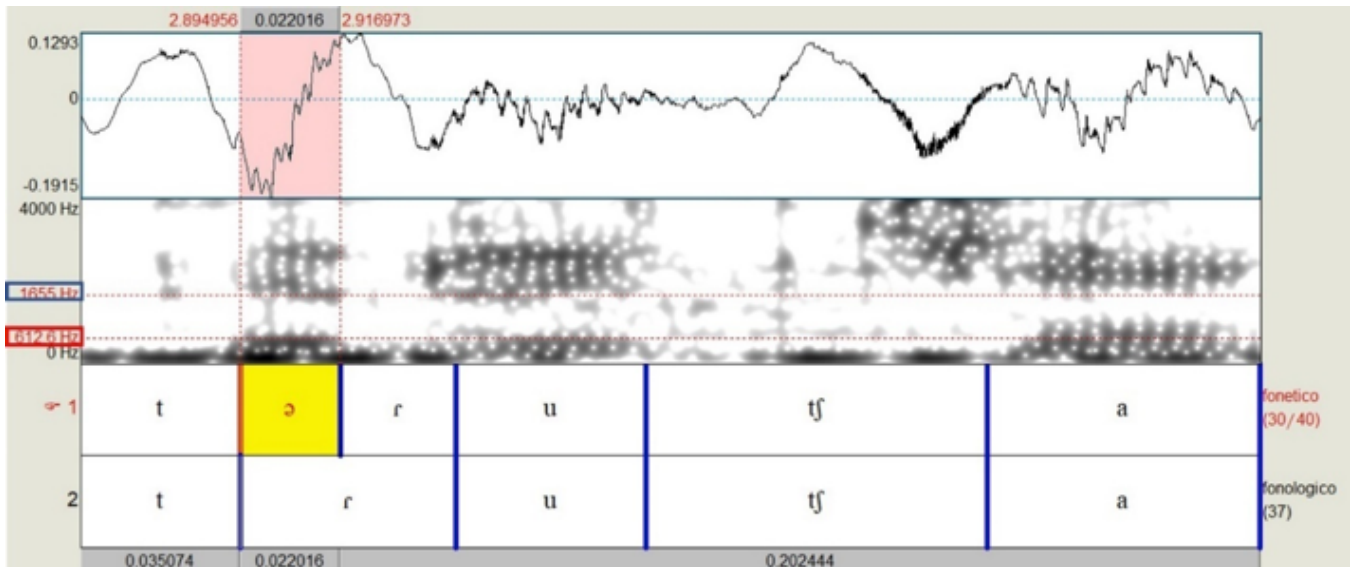 2.894956 0.022016 2.916973
0.1293
0
-0.1915
4000 Hz
1655 Hz
612.6 Hz
0 Hz
1 t ə ɾ u tʃ a fonetico
(30/40)
2 t ɾ u tʃ a fonologico
(37)
0.035074 0.022016 0.202444